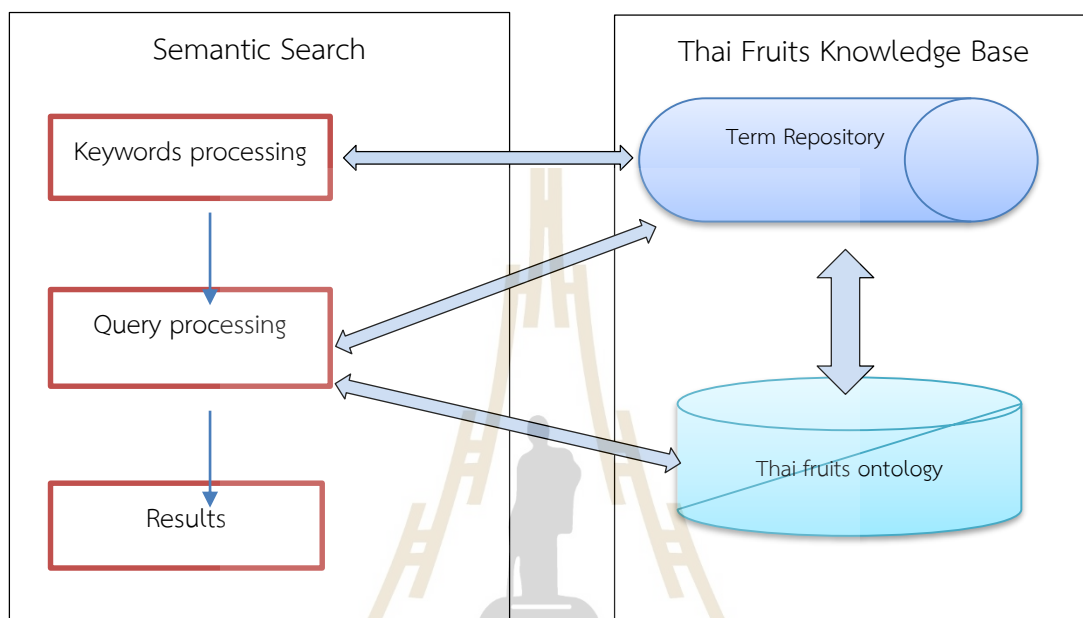 Semantic Search
Keywords processing
Query processing
Results
Thai Fruits Knowledge Base
Term Repository
Thai fruits ontology